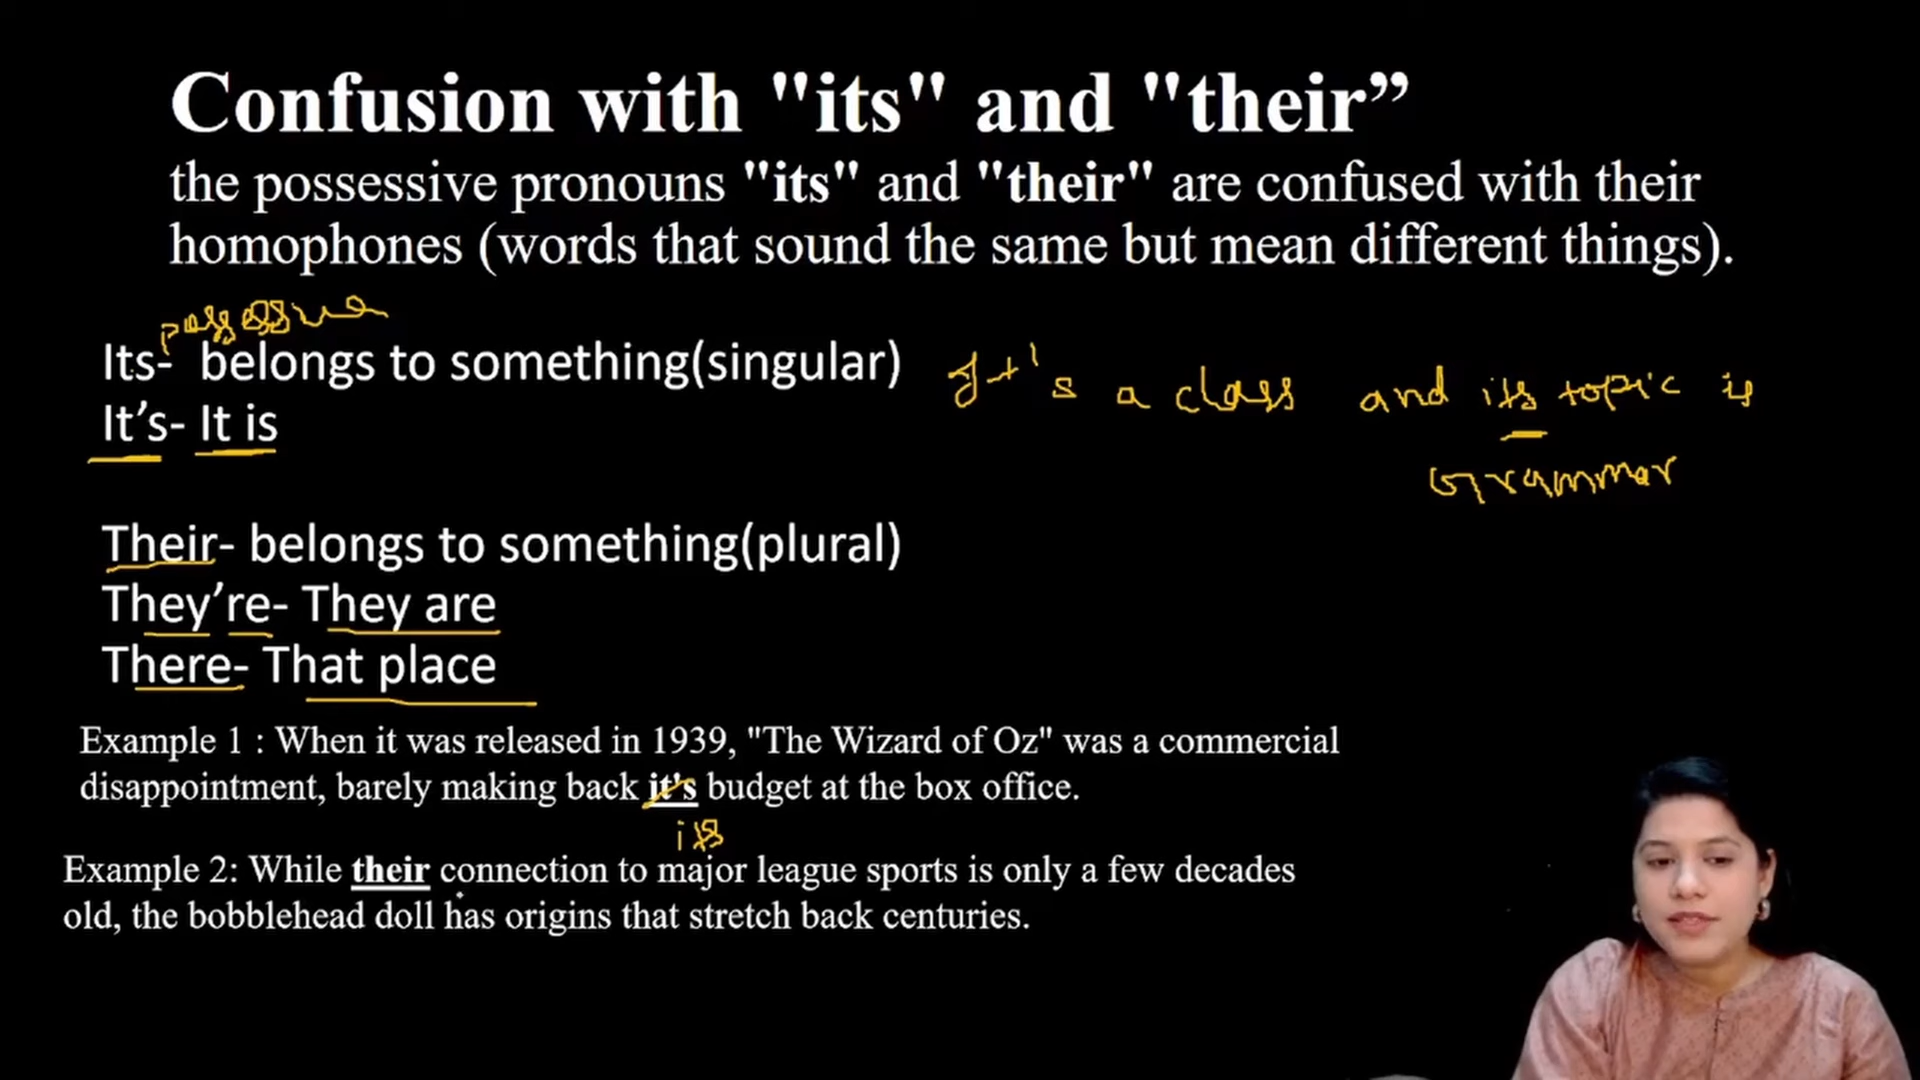 Confusion with "its" and "their”
the possessive pronouns "its" and "their" are confused with their
homophones (words that sound the same but mean different things).
possessive
Its- belongs to something(singular)
It's a class and its topic is
It’s- It is
Grammar
Their- belongs to something(plural)
They’re- They are
There- That place
Example 1 : When it was released in 1939, "The Wizard of Oz" was a commercial
disappointment, barely making back it's budget at the box office.
its
Example 2: While their connection to major league sports is only a few decades
old, the bobblehead doll has origins that stretch back centuries.